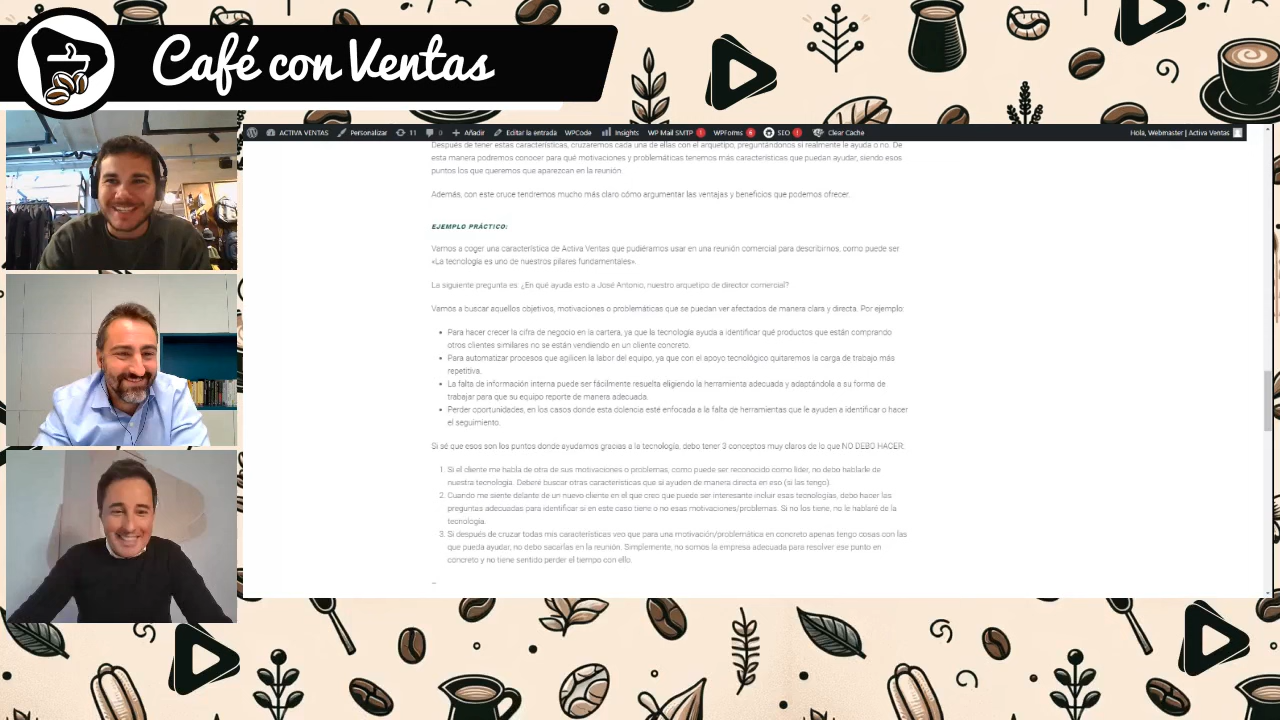 Café con Ventas
ACTIVA VENTAS Personalizar 11 0 Añadir Editar la entrada WPCode Insights WP Mail SMTP 1 WPForms 6 SEO 1 Clear Cache Hola, Webmaster | Activa Ventas
Después de tener estas características, cruzaremos cada una de ellas con el arquetipo, preguntándonos si realmente le ayuda o no. De
esta manera podremos conocer para qué motivaciones y problemáticas tenemos más características que puedan ayudar, siendo esos
puntos los que queremos que aparezcan en la reunión
Además, con este cruce tendremos mucho más claro cómo argumentar las ventajas y beneficios que podemos ofrecer.
EJEMPLO PRÁCTICO:
Vamos a coger una característica de Activa Ventas que pudiéramos usar en una reunión comercial para describirnos, como puede ser
«La tecnología es uno de nuestros pilares fundamentales».
La siguiente pregunta es: ¿En qué ayuda esto a José Antonio, nuestro arquetipo de director comercial?
Vamos a buscar aquellos objetivos, motivaciones o problemáticas que se puedan ver afectados de manera clara y directa. Por ejemplo:
• Para hacer crecer la cifra de negocio en la cartera, ya que la tecnología ayuda a identificar qué productos que están comprando
otros clientes similares no se están vendiendo en un cliente concreto.
• Para automatizar procesos que agilicen la labor del equipo, ya que con el apoyo tecnológico quitaremos la carga de trabajo más
repetitiva.
• La falta de información interna puede ser fácilmente resuelta eligiendo la herramienta adecuada y adaptándola a su forma de
trabajar para que su equipo reporte de manera adecuada.
• Perder oportunidades, en los casos donde esta dolencia esté enfocada a la falta de herramientas que le ayuden a identificar o hacer
el seguimiento.
Si sé que esos son los puntos donde ayudamos gracias a la tecnología, debo tener 3 conceptos muy claros de lo que NO DEBO HACER:
1. Si el cliente me habla de otra de sus motivaciones o problemas, como puede ser reconocido como líder, no debo hablarle de
nuestra tecnología. Deberé buscar otras características que sí ayuden de manera directa en eso (si las tengo).
2. Cuando me siente delante de un nuevo cliente en el que creo que puede ser interesante incluir esas tecnologías, debo hacer las
preguntas adecuadas para identificar si en este caso tiene o no esas motivaciones/problemas. Si no los tiene, no le hablaré de la
tecnología.
3. Si después de cruzar todas mis características veo que para una motivación/problemática en concreto apenas tengo cosas con las
que pueda ayudar, no debo sacarlas en la reunión. Simplemente, no somos la empresa adecuada para resolver ese punto en
concreto y no tiene sentido perder el tiempo con ello.
–